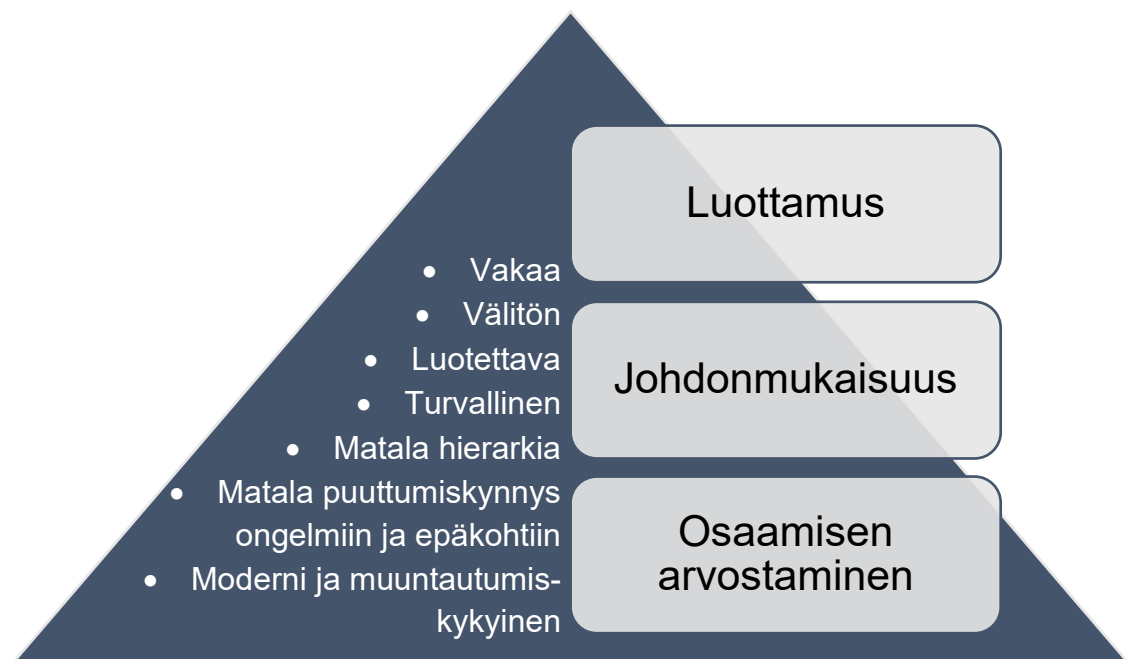 Luottamus
• Vakaa
• Välitön
• Luotettava
• Turvallinen
• Matala hierarkia
• Matala puuttumiskynnys
ongelmiin ja epäkohtiin
• Moderni ja muuntautumis-
kykyinen
Johdonmukaisuus
Osaamisen
arvostaminen